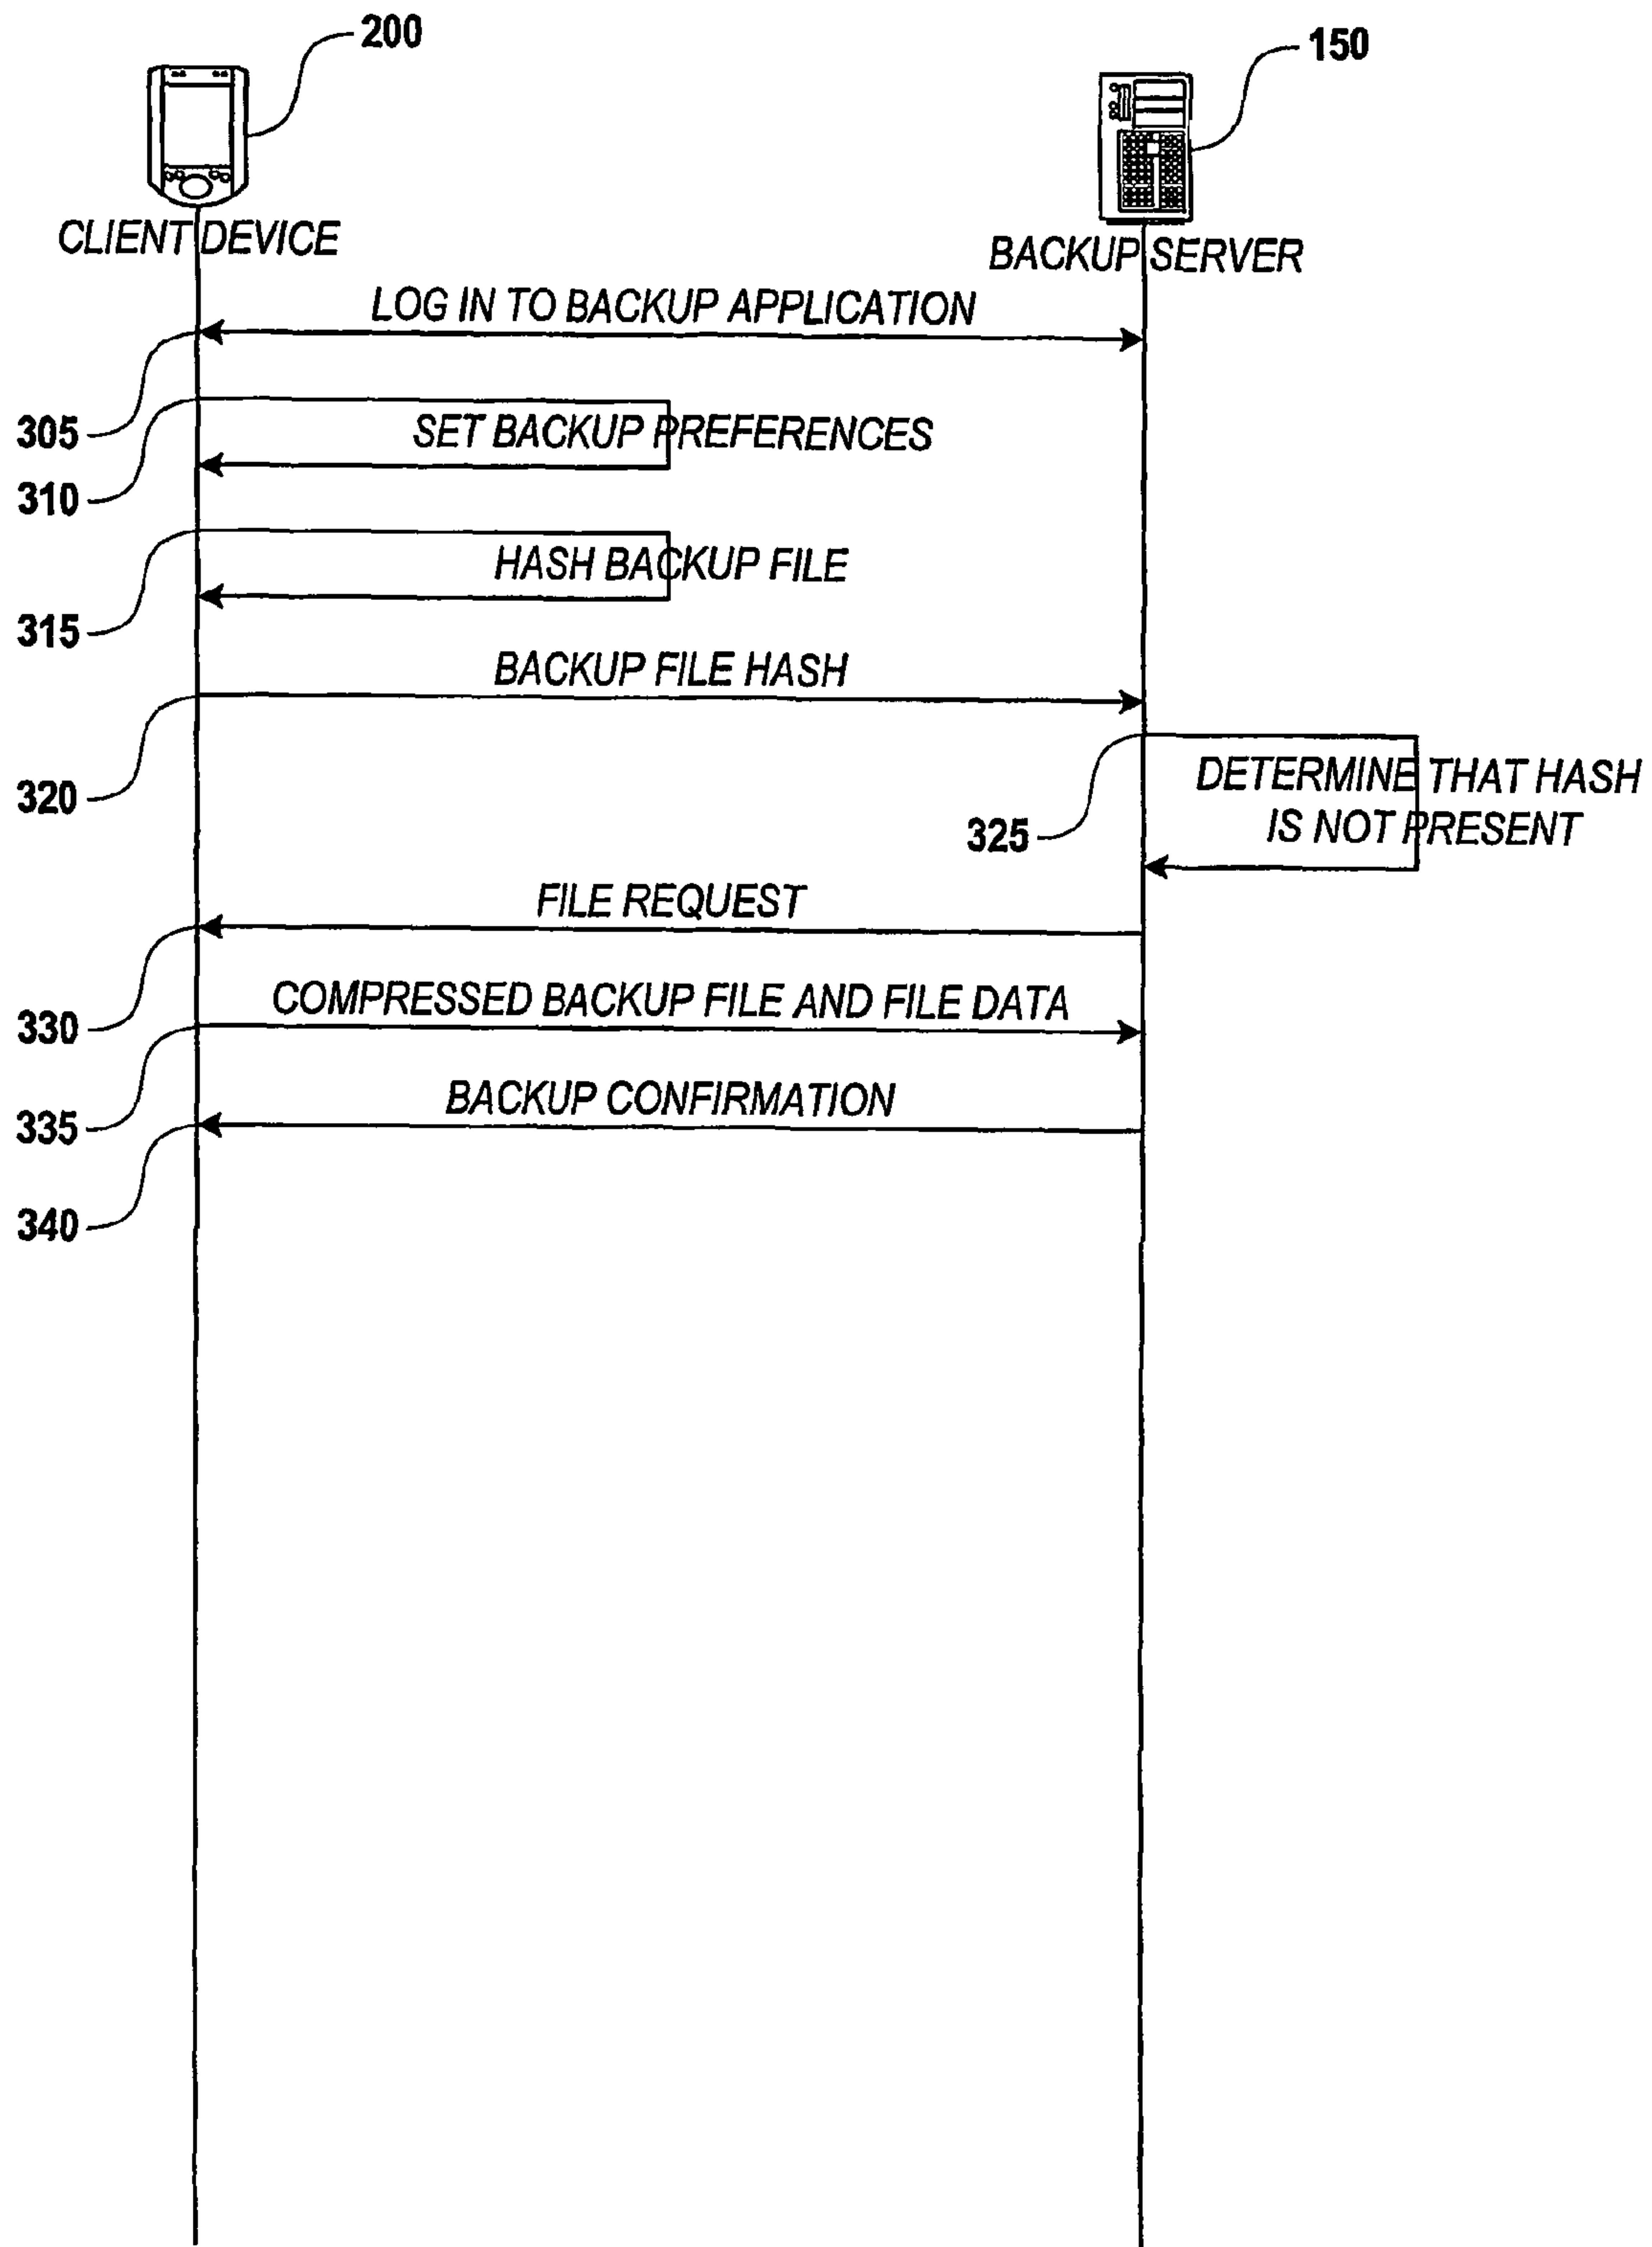 200
150
CLIENT DEVICE
BACKUP SERVER
LOG IN TO BACKUP APPLICATION
305
SET BACKUP PREFERENCES
310
HASH BACKUP FILE
315
BACKUP FILE HASH
320
DETERMINE THAT HASH
IS NOT PRESENT
325
FILE REQUEST
330
COMPRESSED BACKUP FILE AND FILE DATA
335
BACKUP CONFIRMATION
340